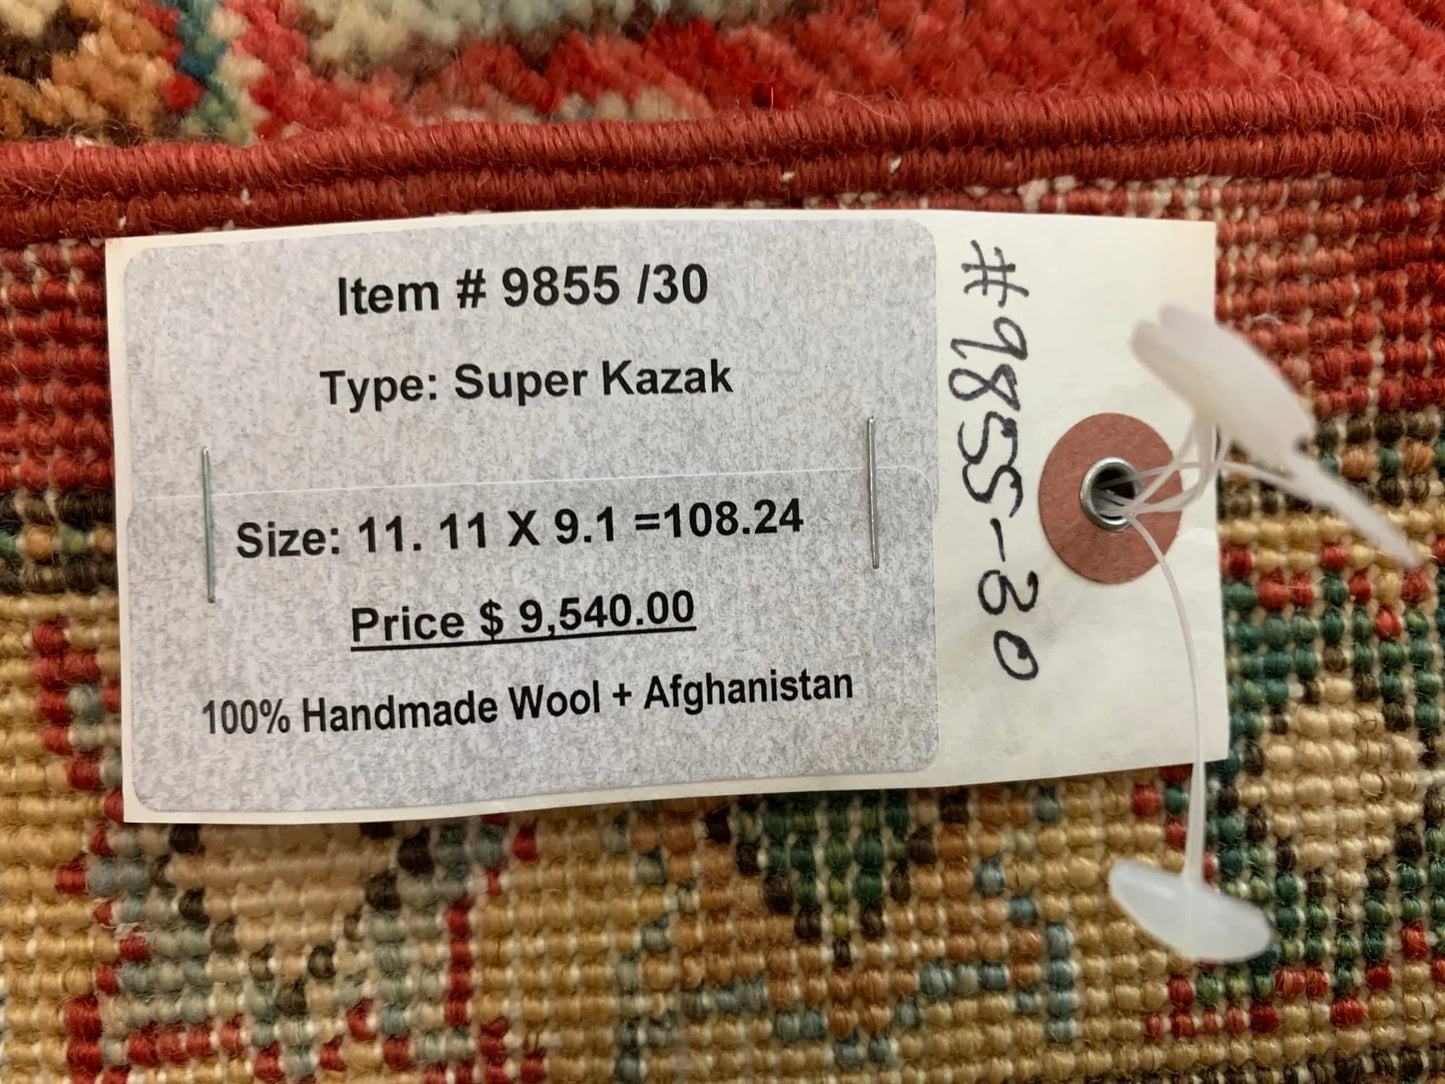 Item # 9855 /30
Type: Super Kazak
Size: 11. 11 X 9.1 =108.24
Price $ 9,540.00
100% Handmade Wool + Afghanistan
#9855-30